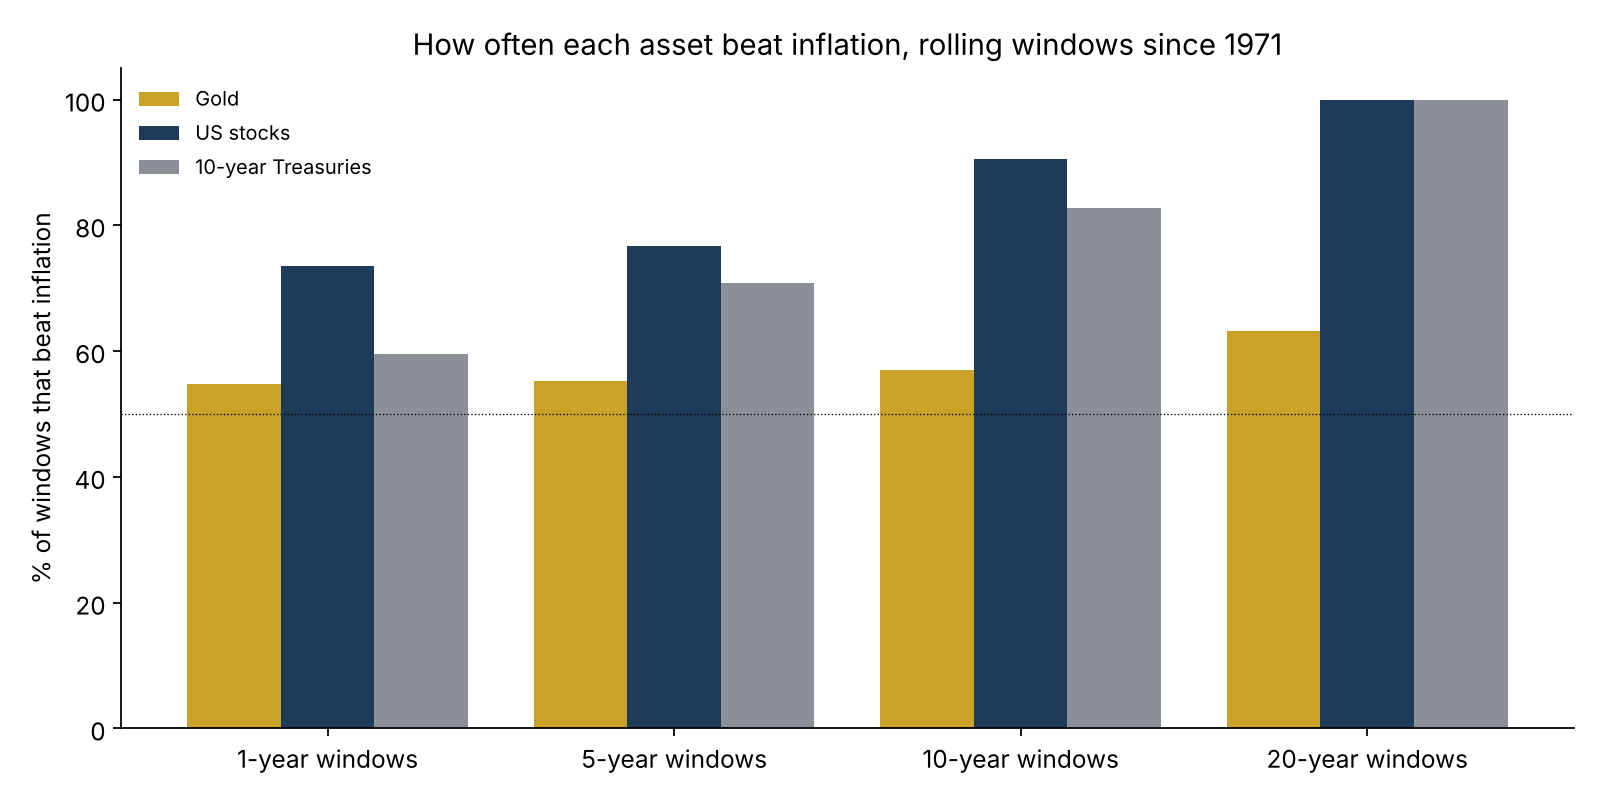 How often each asset beat inflation, rolling windows since 1971
Gold
US stocks
10-year Treasuries
% of windows that beat inflation
100
80
60
40
20
0
1-year windows
5-year windows
10-year windows
20-year windows